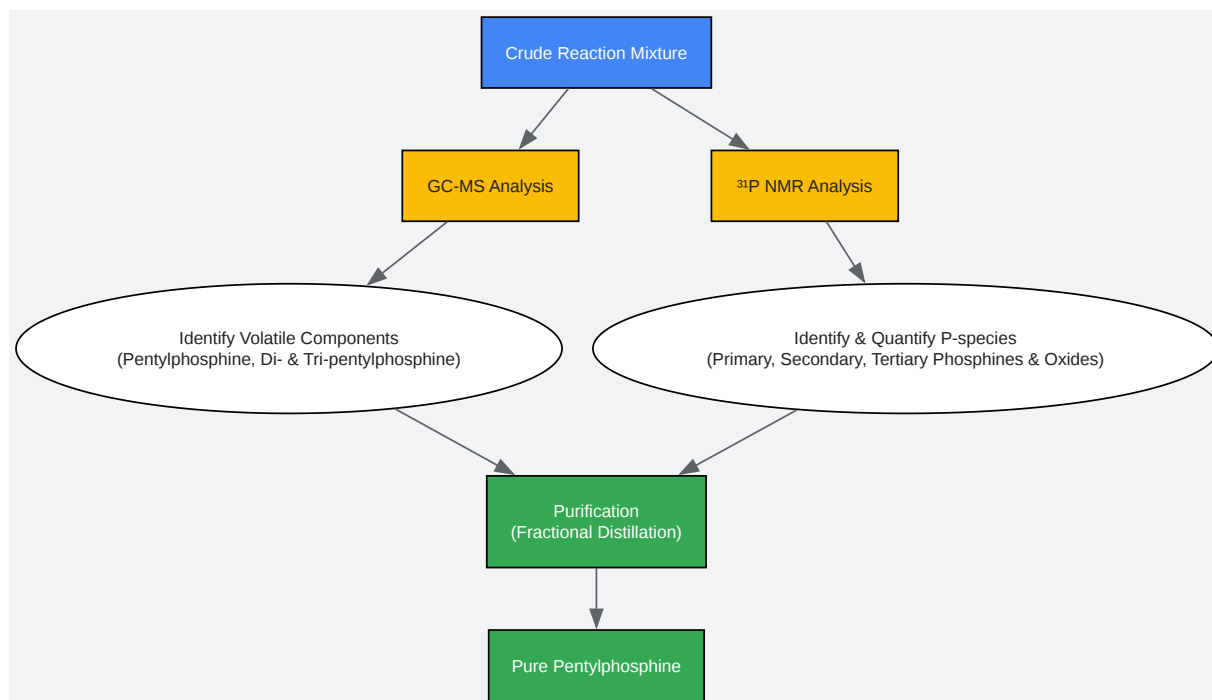 Crude Reaction Mixture
GC-MS Analysis
³¹P NMR Analysis
Identify Volatile Components
(Pentylphosphine, Di- & Tri-pentylphosphine)
Identify & Quantify P-species
(Primary, Secondary, Tertiary Phosphines & Oxides)
Purification
(Fractional Distillation)
Pure Pentylphosphine